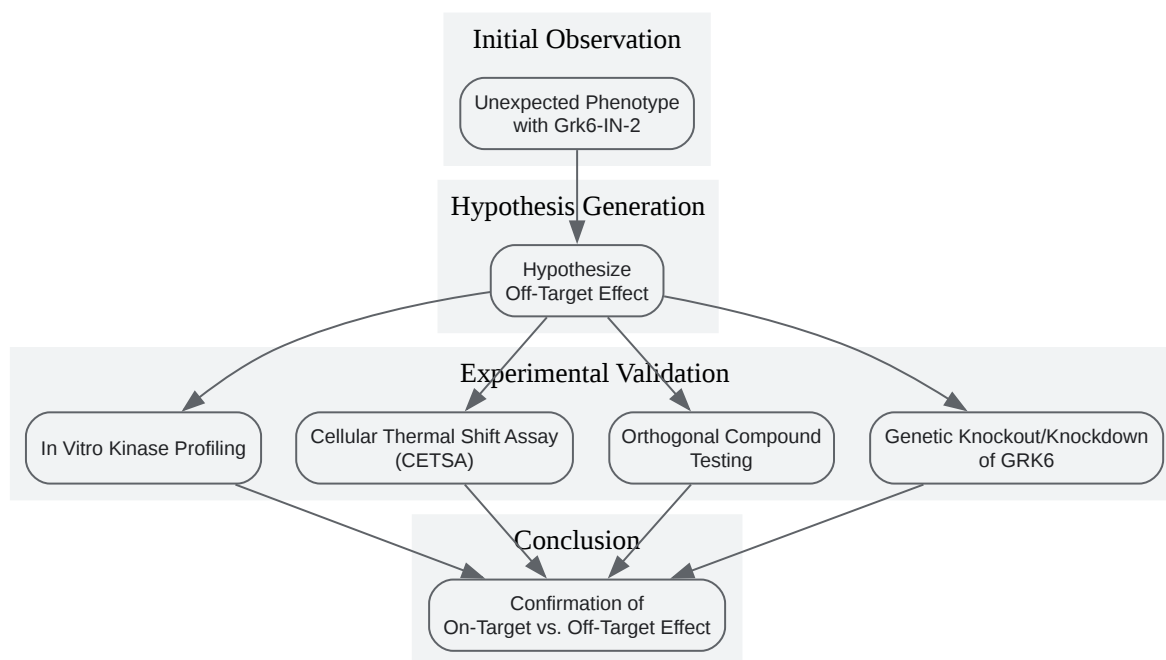 Initial Observation
Unexpected Phenotype
with Grk6-IN-2
Hypothesis Generation
Hypothesize
Off-Target Effect
Experimental Validation
In Vitro Kinase Profiling
Cellular Thermal Shift Assay
(CETSA)
Orthogonal Compound
Testing
Genetic Knockout/Knockdown
of GRK6
Conclusion
Confirmation of
On-Target vs. Off-Target Effect